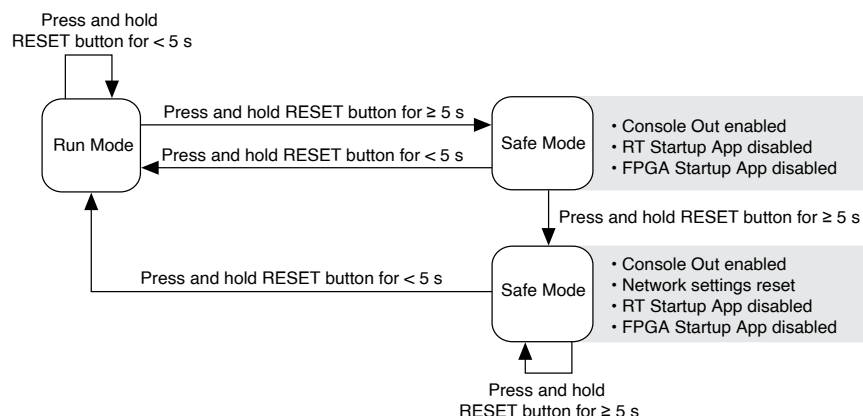 Press and hold
RESET button for < 5 s
Run Mode
Press and hold RESET button for ≥ 5 s
Press and hold RESET button for < 5 s
Safe Mode
• Console Out enabled
• RT Startup App disabled
• FPGA Startup App disabled
Press and hold RESET button for ≥ 5 s
Press and hold RESET button for < 5 s
Safe Mode
• Console Out enabled
• Network settings reset
• RT Startup App disabled
• FPGA Startup App disabled
Press and hold
RESET button for ≥ 5 s